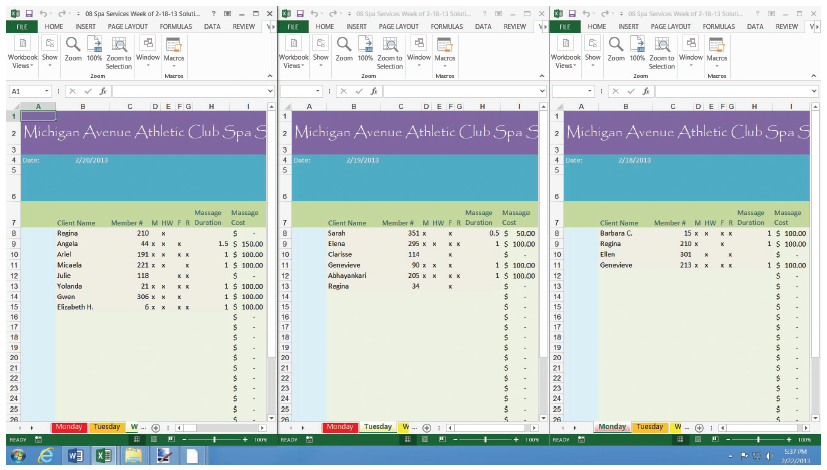 08 Spa Services Week of 2-18-13 Soluti... ?
FILE HOME INSERT PAGE LAYOUT FORMULAS DATA REVIEW
Workbook Views Show Zoom 100% Zoom to Selection Window Macros
Zoom Macros
A1 fx
A B C D E F G H I
1
2 Michigan Avenue Athletic Club Spa S
3
4 Date: 2/20/2013
5
6
Massage Massage
7 Client Name Member # M HW F R Duration Cost
8 Regina 210 x $ -
9 Angela 44 x x x 1.5 $ 150.00
10 Ariel 191 x x x x 1 $ 100.00
11 Micaela 221 x x x 1 $ 100.00
12 Julie 118 x x $ -
13 Yolanda 21 x x x 1 $ 100.00
14 Gwen 306 x x x 1 $ 100.00
15 Elizabeth H. 6 x x x x 1 $ 100.00
16 $ -
17 $ -
18 $ -
19 $ -
20 $ -
21 $ -
22 $ -
23 $ -
24 $ -
25 $ -
26
Monday Tuesday W ...
READY 100%
08 Spa Services Week of 2-18-13 Soluti... ?
FILE HOME INSERT PAGE LAYOUT FORMULAS DATA REVIEW
Workbook Views Show Zoom 100% Zoom to Selection Window Macros
Zoom Macros
fx
A B C D E F G H I
1
2 Michigan Avenue Athletic Club Spa S
3
4 Date: 2/19/2013
5
6
Massage Massage
7 Client Name Member # M HW F R Duration Cost
8 Sarah 351 x x 0.5 $ 50.00
9 Elena 295 x x x x 1 $ 100.00
10 Clarisse 114 x $ -
11 Genevieve 90 x x x 1 $ 100.00
12 Abhayankari 205 x x x x 1 $ 100.00
13 Regina 34 x $ -
14 $ -
15 $ -
16 $ -
17 $ -
18 $ -
19 $ -
20 $ -
21 $ -
22 $ -
23 $ -
24 $ -
25 $ -
26
Monday Tuesday W ...
READY 100%
08 Spa Services Week of 2-18-13 Soluti... ?
FILE HOME INSERT PAGE LAYOUT FORMULAS DATA REVIEW
Workbook Views Show Zoom 100% Zoom to Selection Window Macros
Zoom Macros
fx
A B C D E F G H I
1
2 Michigan Avenue Athletic Club Spa S
3
4 Date: 2/18/2013
5
6
Massage Massage
7 Client Name Member # M HW F R Duration Cost
8 Barbara C. 15 x x x x 1 $ 100.00
9 Regina 210 x x 1 $ 100.00
10 Ellen 301 x x $ -
11 Genevieve 213 x x x x 1 $ 100.00
12 $ -
13 $ -
14 $ -
15 $ -
16 $ -
17 $ -
18 $ -
19 $ -
20 $ -
21 $ -
22 $ -
23 $ -
24 $ -
25 $ -
26
Monday Tuesday W ...
READY 100%
5:37 PM
2/22/2013